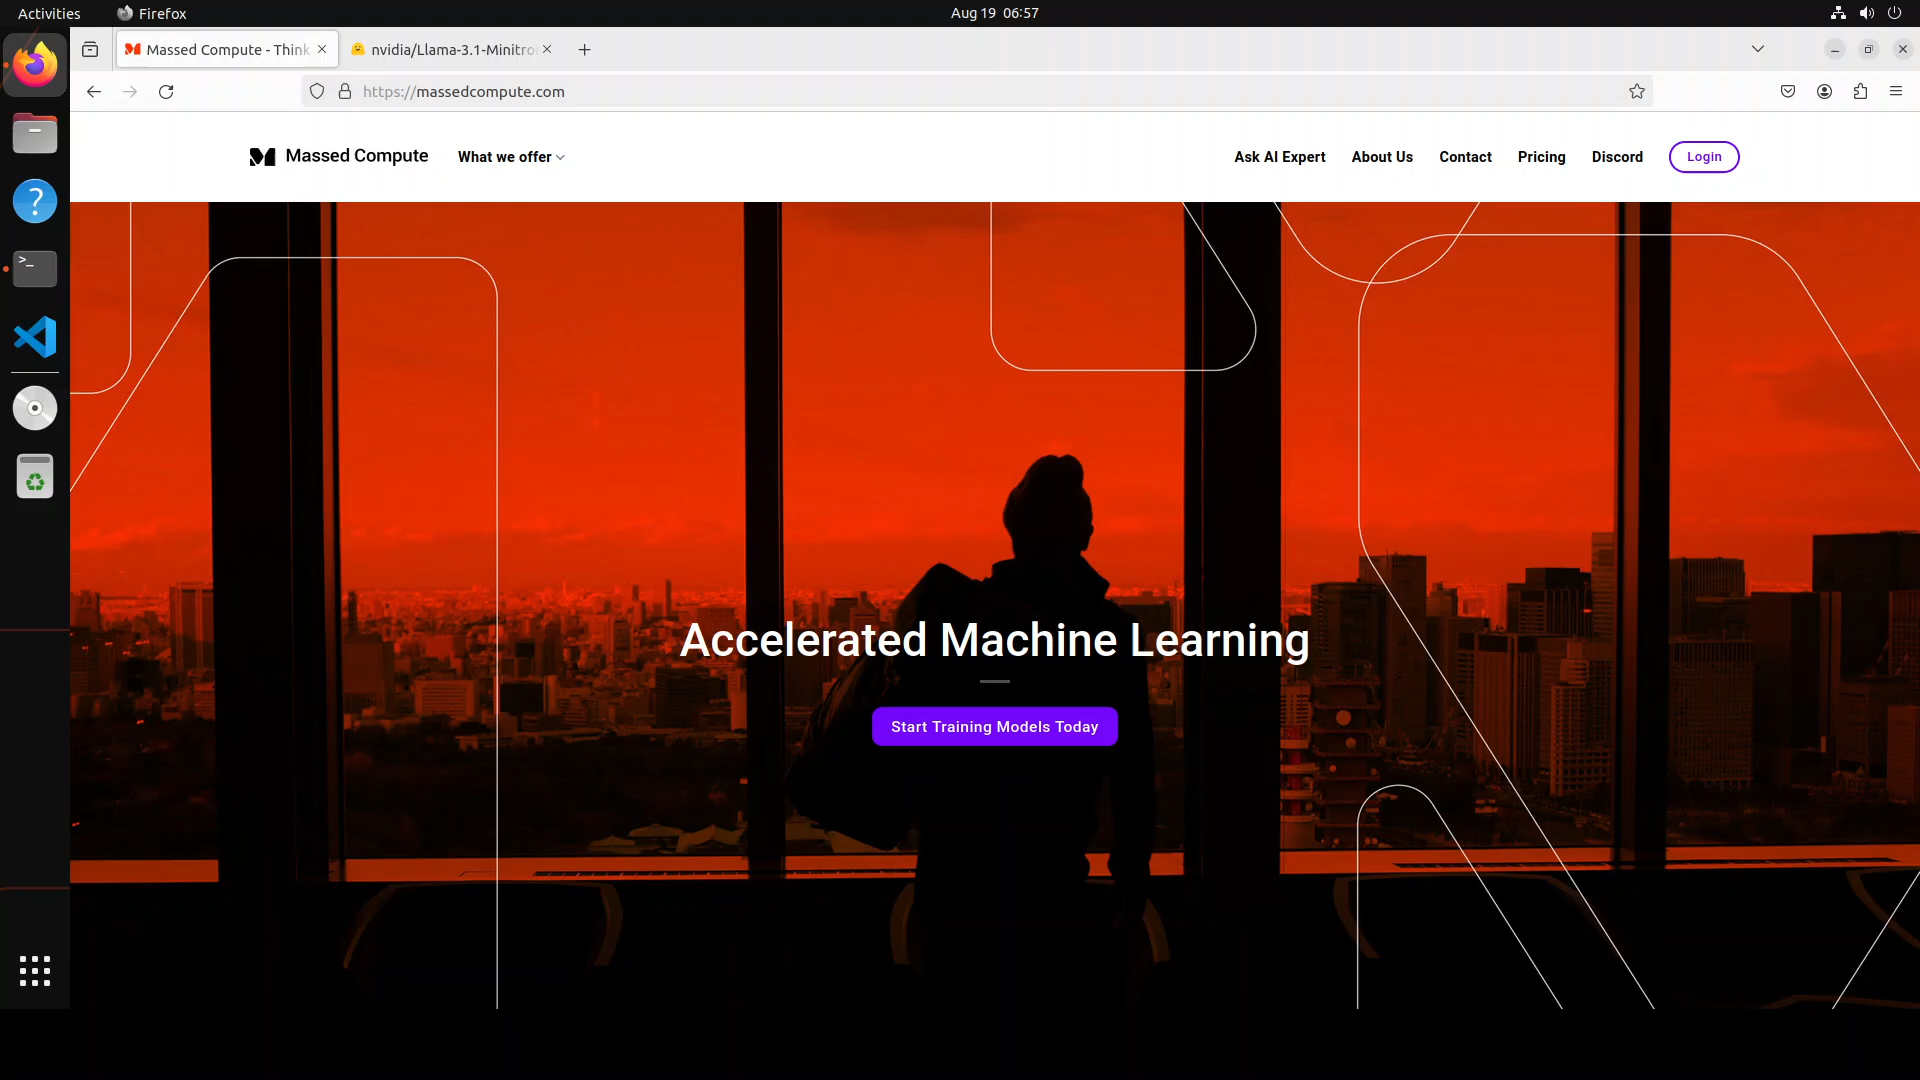 Activities
Firefox
Aug 19 06:57
Massed Compute - Think
nvidia/Llama-3.1-Minitro
https://massedcompute.com
Massed Compute
What we offer
Ask AI Expert
About Us
Contact
Pricing
Discord
Login
Accelerated Machine Learning
Start Training Models Today